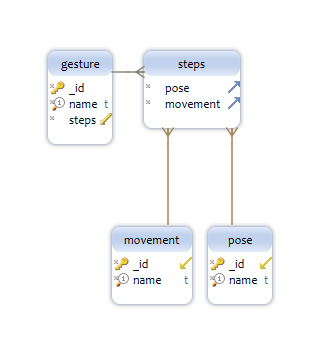 gesture
_id
name t
steps
steps
pose
movement
movement
_id
name t
pose
_id
name t